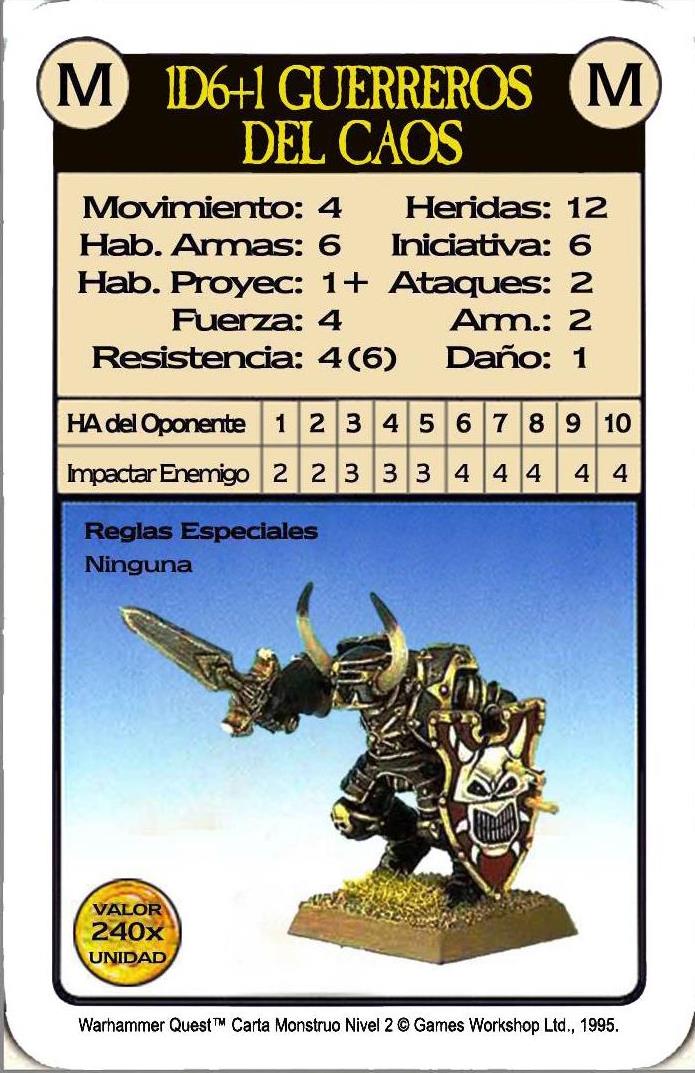 M 1D6+1 GUERREROS M
DEL CAOS
Movimiento: 4 Heridas: 12
Hab. Armas: 6 Iniciativa: 6
Hab. Proyec: 1+ Ataques: 2
Fuerza: 4 Arm.: 2
Resistencia: 4(6) Daño: 1
HA del Oponente 1 2 3 4 5 6 7 8 9 10
Impactar Enemigo 2 2 3 3 3 4 4 4 4 4
Reglas Especiales
Ninguna
VALOR
240x
UNIDAD
Warhammer Quest™ Carta Monstruo Nivel 2 © Games Workshop Ltd., 1995.